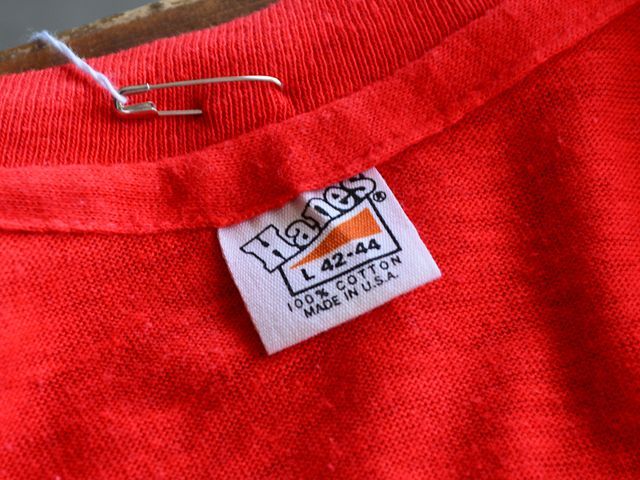 Hanes®
L 42-44
100% COTTON
MADE IN U.S.A.